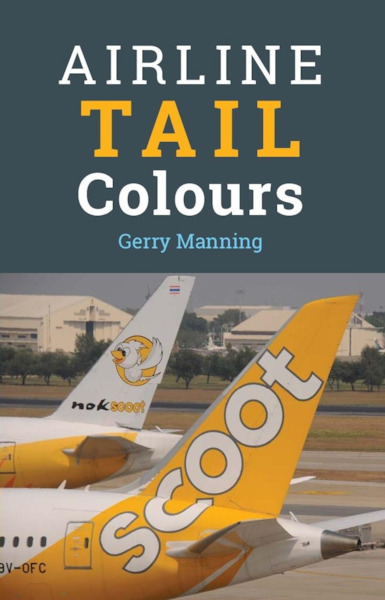 AIRLINE
TAIL
Colours
Gerry Manning
nokscoot
scoot
9V-OFC